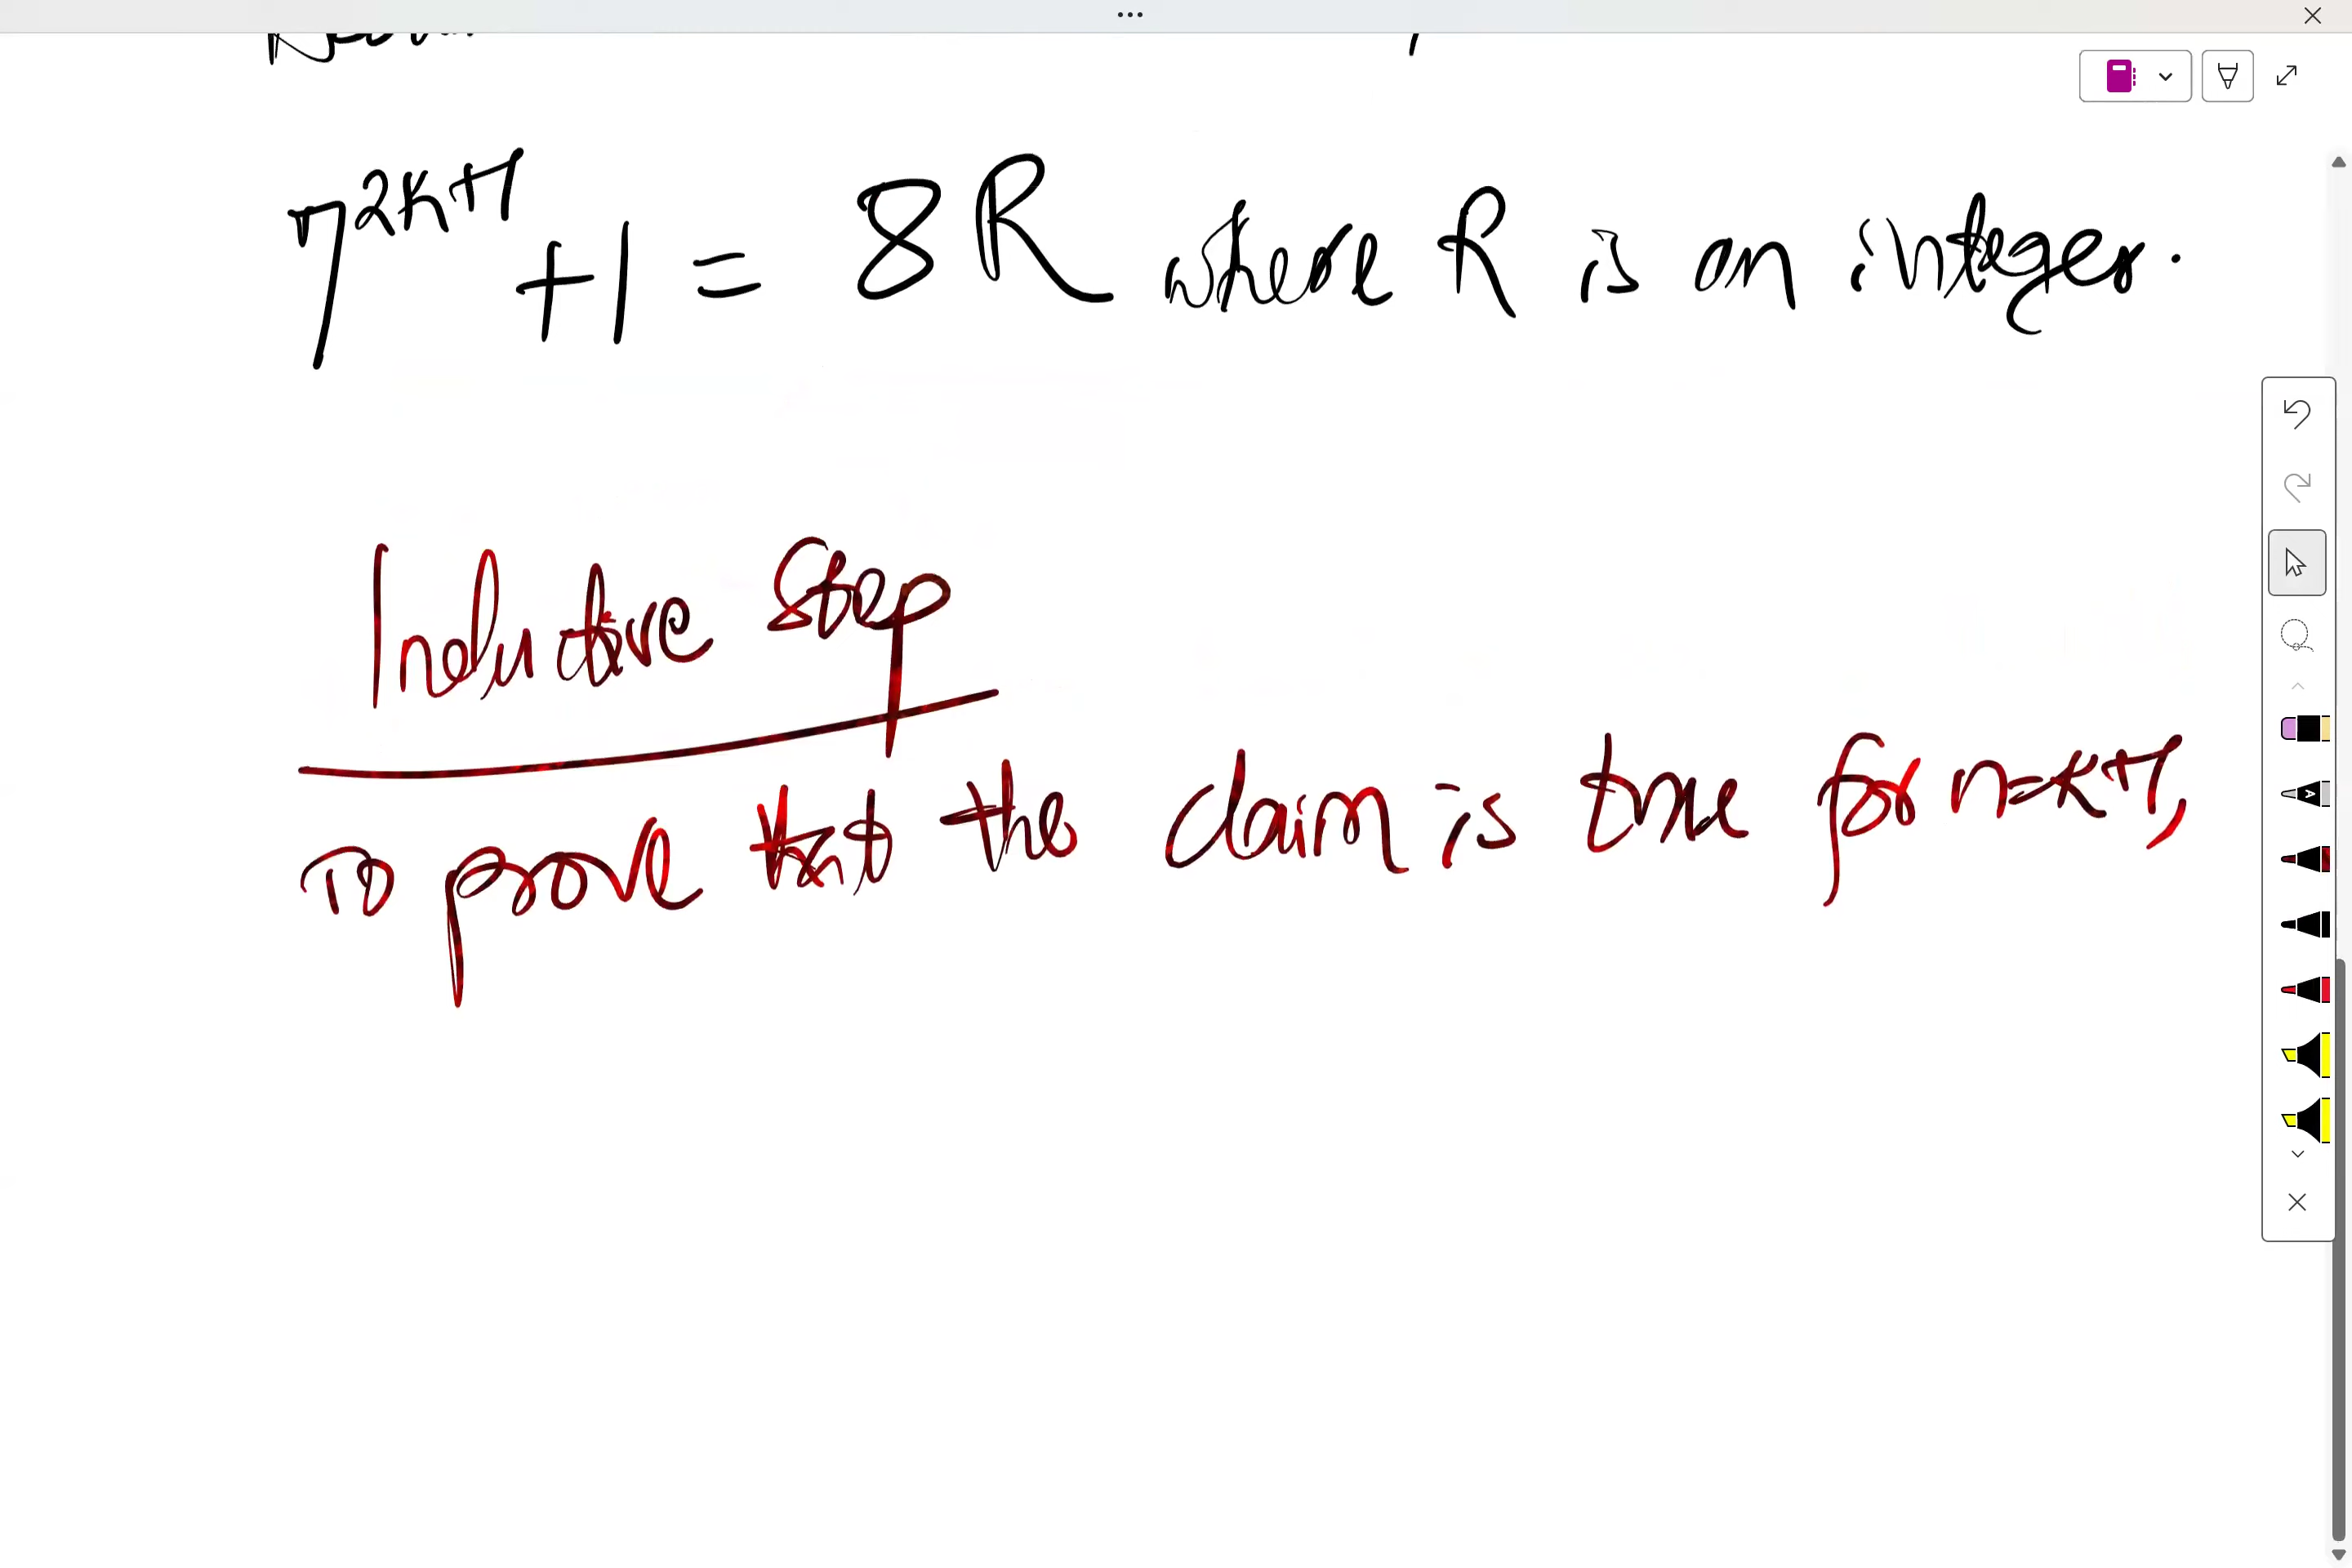 7^{2k+1} + 1 = 8R where R is an integer.
Inductive Step
To prove that the claim is true for n=k+1,